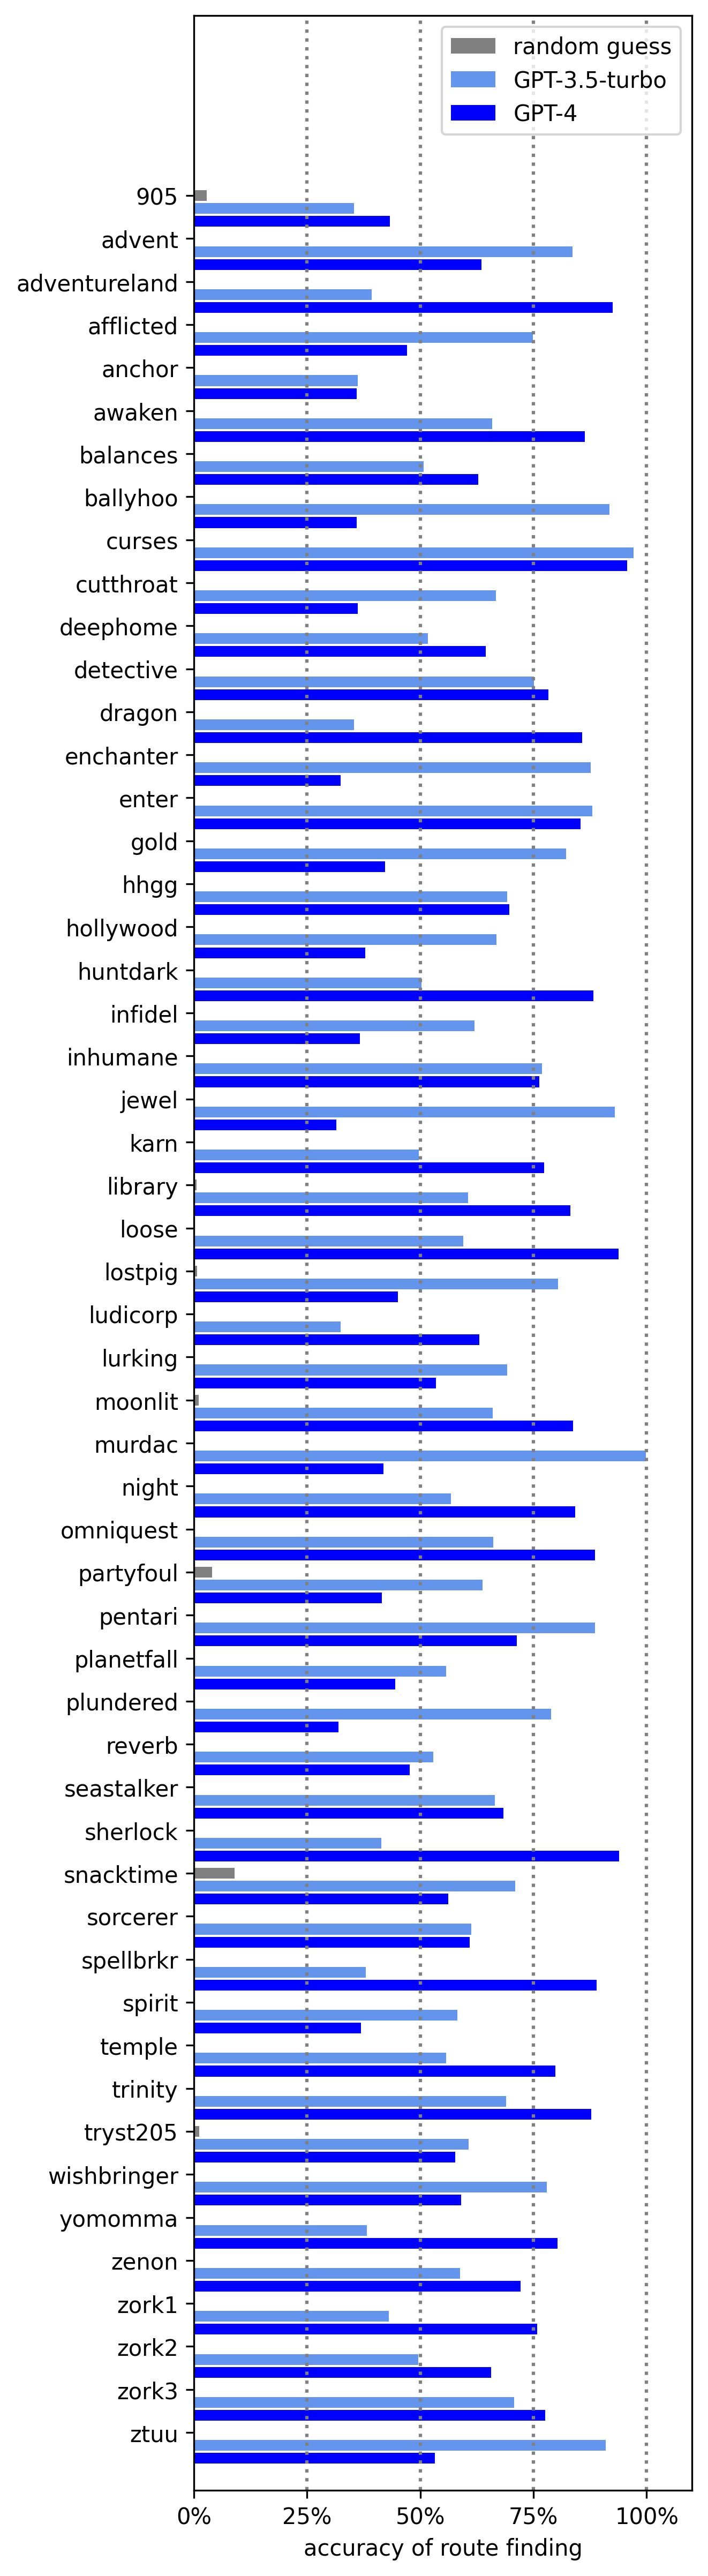 random guess
GPT-3.5-turbo
GPT-4
905
advent
adventureland
afflicted
anchor
awaken
balances
ballyhoo
curses
cutthroat
deephome
detective
dragon
enchanter
enter
gold
hhgg
hollywood
huntdark
infidel
inhumane
jewel
karn
library
loose
lostpig
ludicorp
lurking
moonlit
murdac
night
omniquest
partyfoul
pentari
planetfall
plundered
reverb
seastalker
sherlock
snacktime
sorcerer
spellbrkr
spirit
temple
trinity
tryst205
wishbringer
yomomma
zenon
zork1
zork2
zork3
ztuu
0% 25% 50% 75% 100%
accuracy of route finding